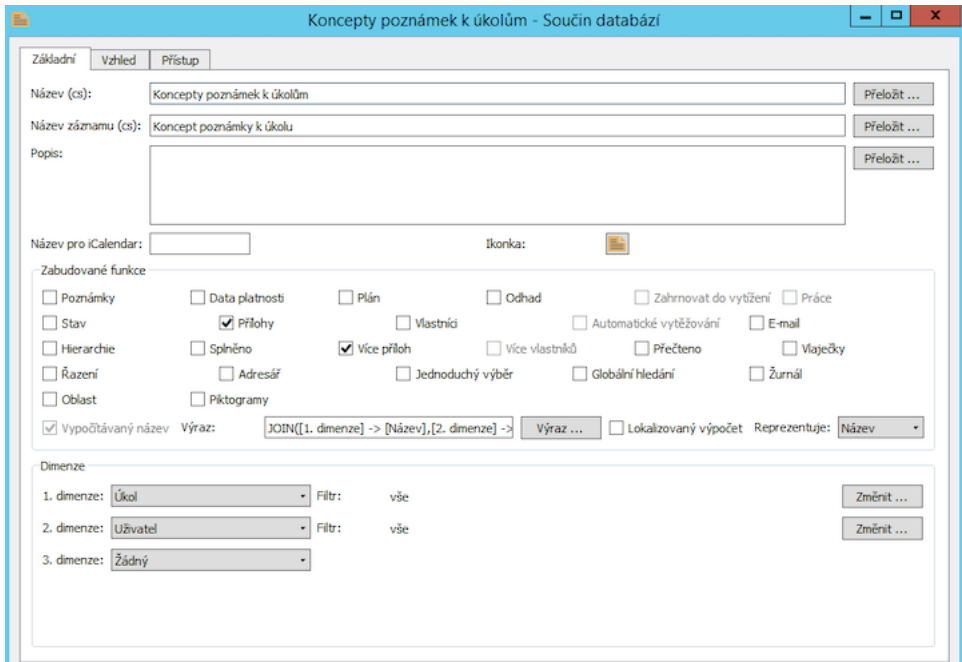 Koncepty poznámek k úkolům - Součin databází
Základní Vzhled Přístup
Název (cs): Koncepty poznámek k úkolům Přeložit ...
Název záznamu (cs): Koncept poznámky k úkolu Přeložit ...
Popis: Přeložit ...
Název pro iCalendar: Ikonka:
Zabudované funkce
Poznámky Data platnosti Plán Odhad Zahrnovat do vytížení Práce
Stav Přílohy Vlastníci Automatické vytěžování E-mail
Hierarchie Splněno Více příloh Více vlastníků Přečteno Vlaječky
Řazení Adresář Jednoduchý výběr Globální hledání Žurnál
Oblast Piktogramy
Vypočítávaný název Výraz: JOIN([1. dimenze] -> [Název],[2. dimenze] -> Výraz ... Lokalizovaný výpočet Reprezentuje: Název
Dimenze
1. dimenze: Úkol Filtr: vše Změnit ...
2. dimenze: Uživatel Filtr: vše Změnit ...
3. dimenze: Žádný